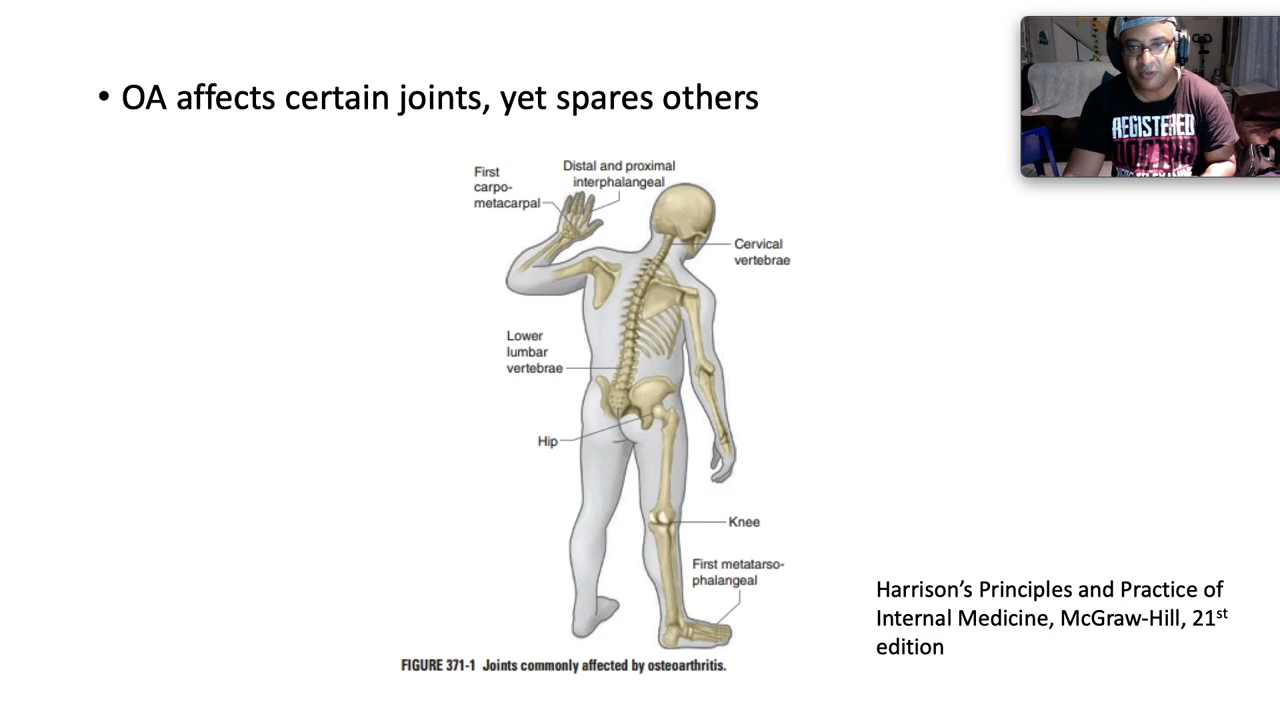 • OA affects certain joints, yet spares others
First
carpo-
metacarpal
Distal and proximal
interphalangeal
Cervical
vertebrae
Lower
lumbar
vertebrae
Hip
Knee
First metatarso-
phalangeal
FIGURE 371-1 Joints commonly affected by osteoarthritis.
Harrison’s Principles and Practice of
Internal Medicine, McGraw-Hill, 21st
edition
REGISTERED
DOCTOR